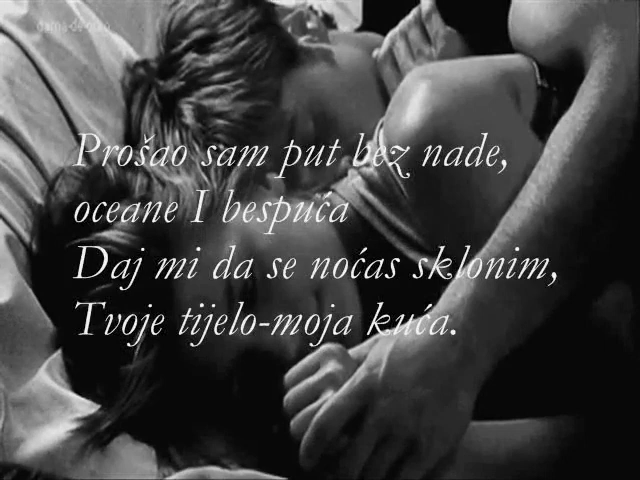 Prošao sam put bez nade,
oceane I bespuća
Daj mi da se noćas sklonim,
Tvoje tijelo-moja kuća.